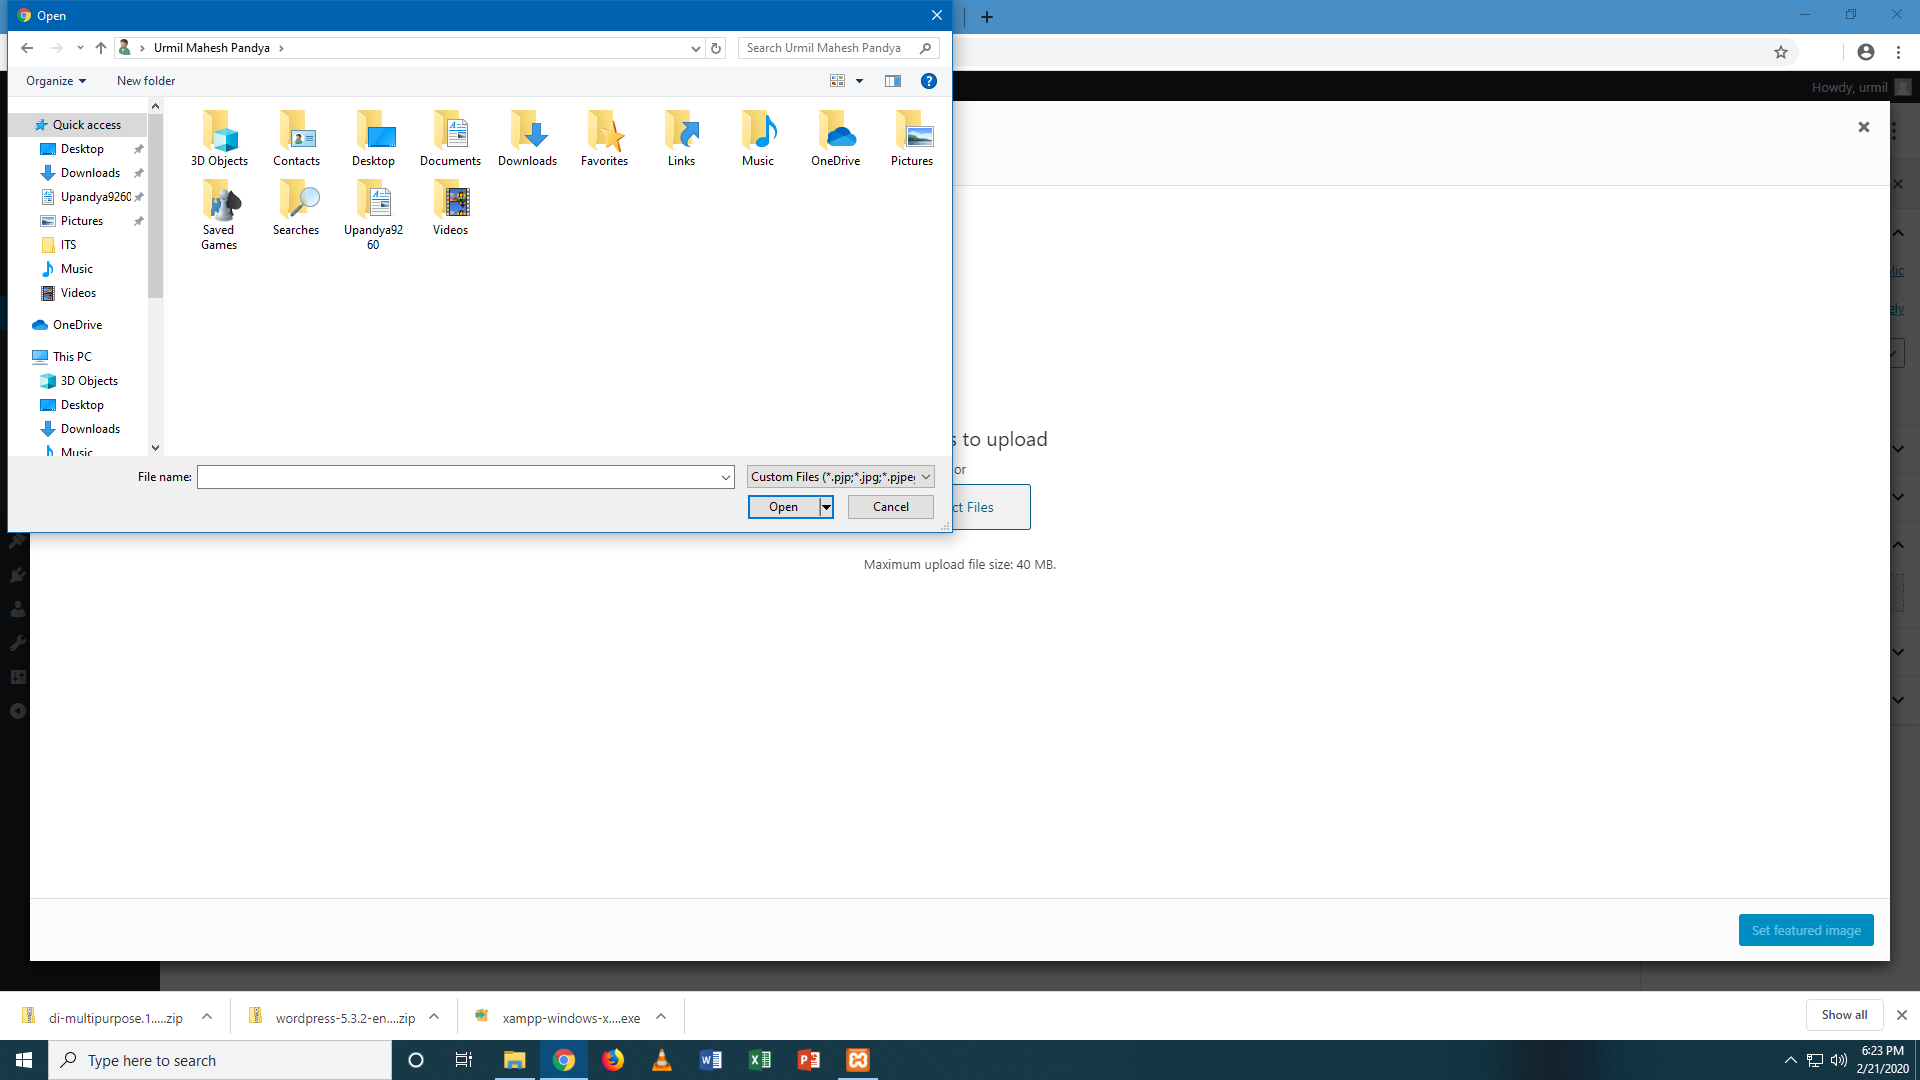 Open
Urmil Mahesh Pandya
Search Urmil Mahesh Pandya
Organize
New folder
Howdy, urmil
Quick access
Desktop
Downloads
Upandya9260
Pictures
ITS
Music
Videos
OneDrive
This PC
3D Objects
Desktop
Downloads
Music
3D Objects
Contacts
Desktop
Documents
Downloads
Favorites
Links
Music
OneDrive
Pictures
Saved
Games
Searches
Upandya92
60
Videos
lic
ely
File name:
Custom Files (*.pjp;*.jpg;*.pjpe
Open
Cancel
s to upload
or
ct Files
Maximum upload file size: 40 MB.
Set featured image
di-multipurpose.1.....zip
wordpress-5.3.2-en....zip
xampp-windows-x....exe
Show all
Type here to search
6:23 PM
2/21/2020